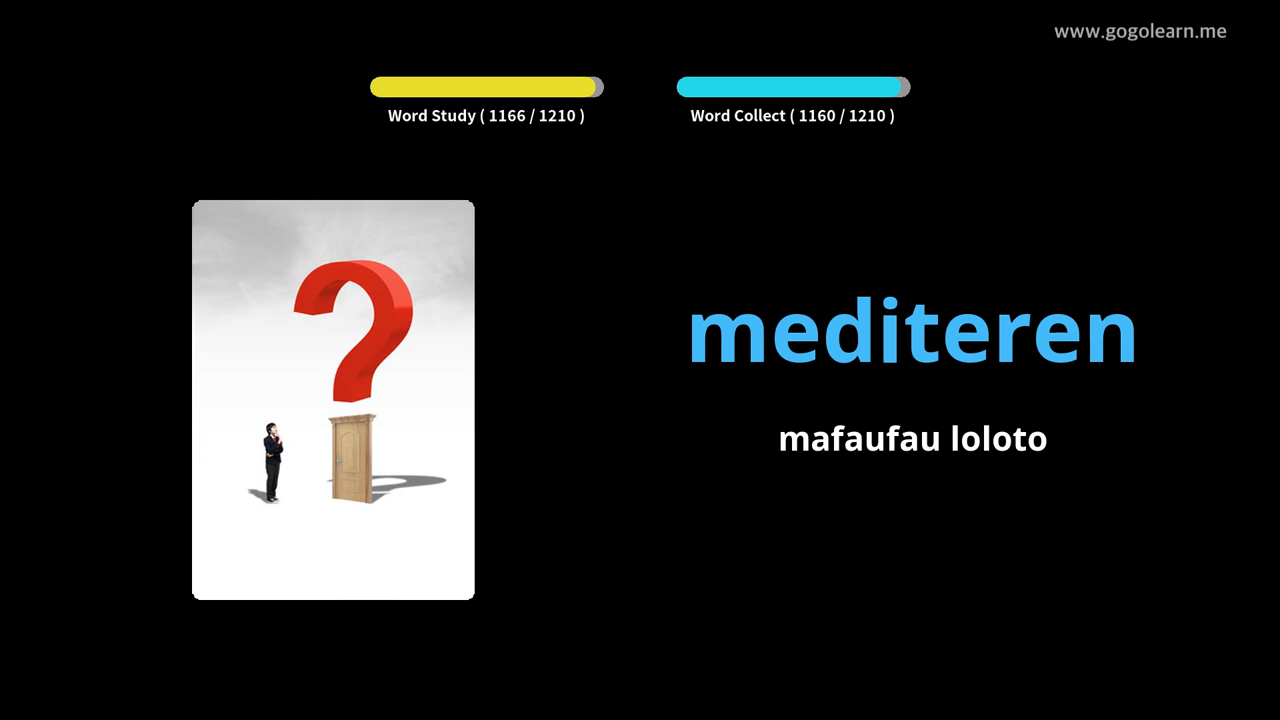 www.gogolearn.me
Word Study ( 1166 / 1210 )
Word Collect ( 1160 / 1210 )
mediteren
mafaufau loloto